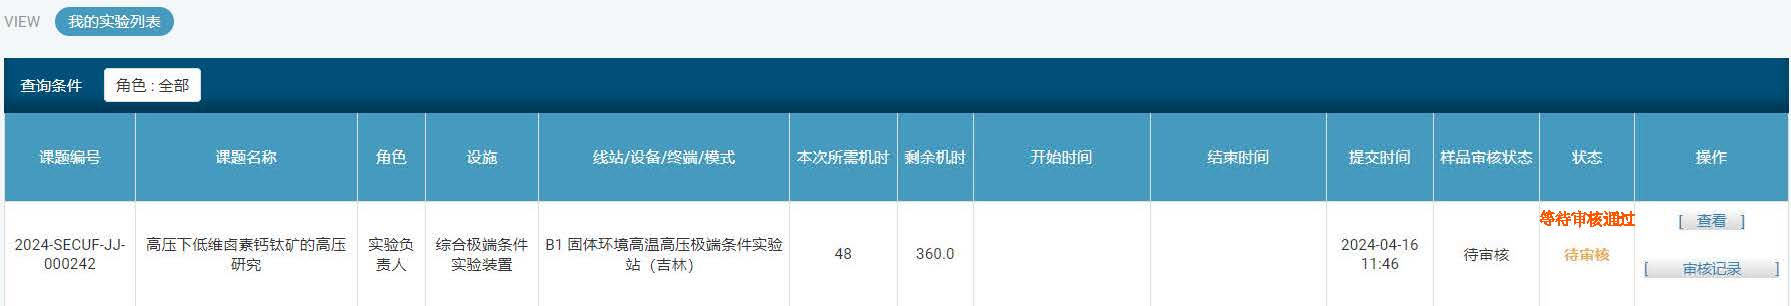 VIEW 我的实验列表
查询条件 角色 : 全部
课题编号 课题名称 角色 设施 线站/设备/终端/模式 本次所需机时 剩余机时 开始时间 结束时间 提交时间 样品审核状态 状态 操作
2024-SECUF-JJ-
000242
高压下低维卤素钙钛矿的高压
研究
实验负
责人
综合极端条件
实验装置
B1 固体环境高温高压极端条件实验
站（吉林）
48
360.0
2024-04-16
11:46
待审核
等待审核通过
待审核
[ 查看 ]
[ 审核记录 ]